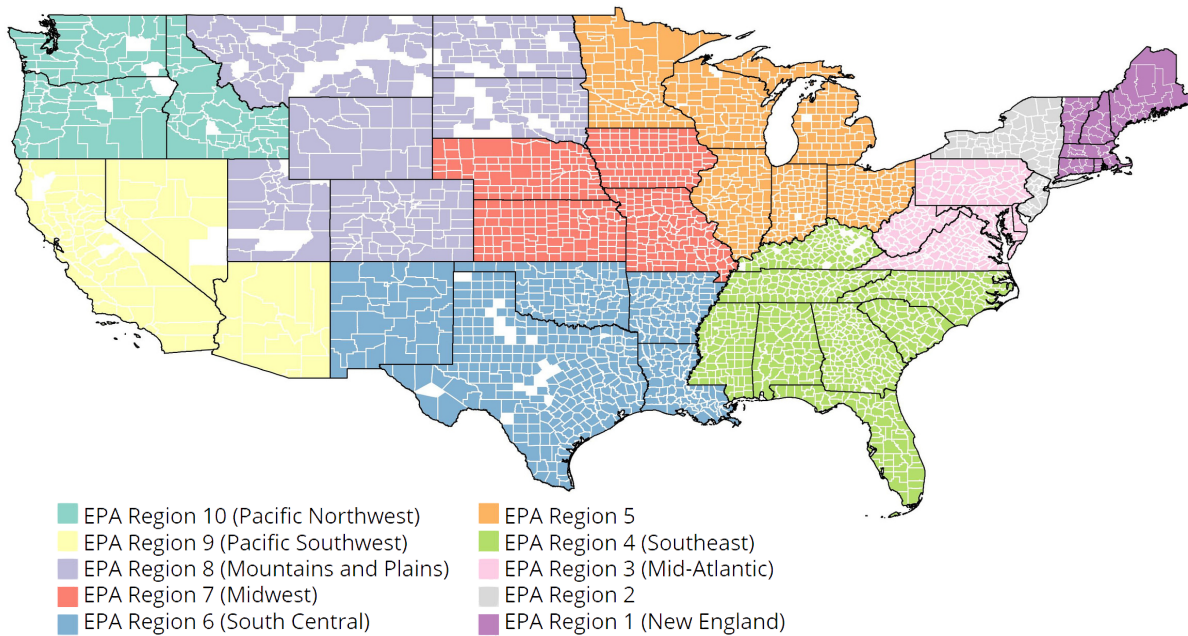 EPA Region 10 (Pacific Northwest)
EPA Region 9 (Pacific Southwest)
EPA Region 8 (Mountains and Plains)
EPA Region 7 (Midwest)
EPA Region 6 (South Central)
EPA Region 5
EPA Region 4 (Southeast)
EPA Region 3 (Mid-Atlantic)
EPA Region 2
EPA Region 1 (New England)